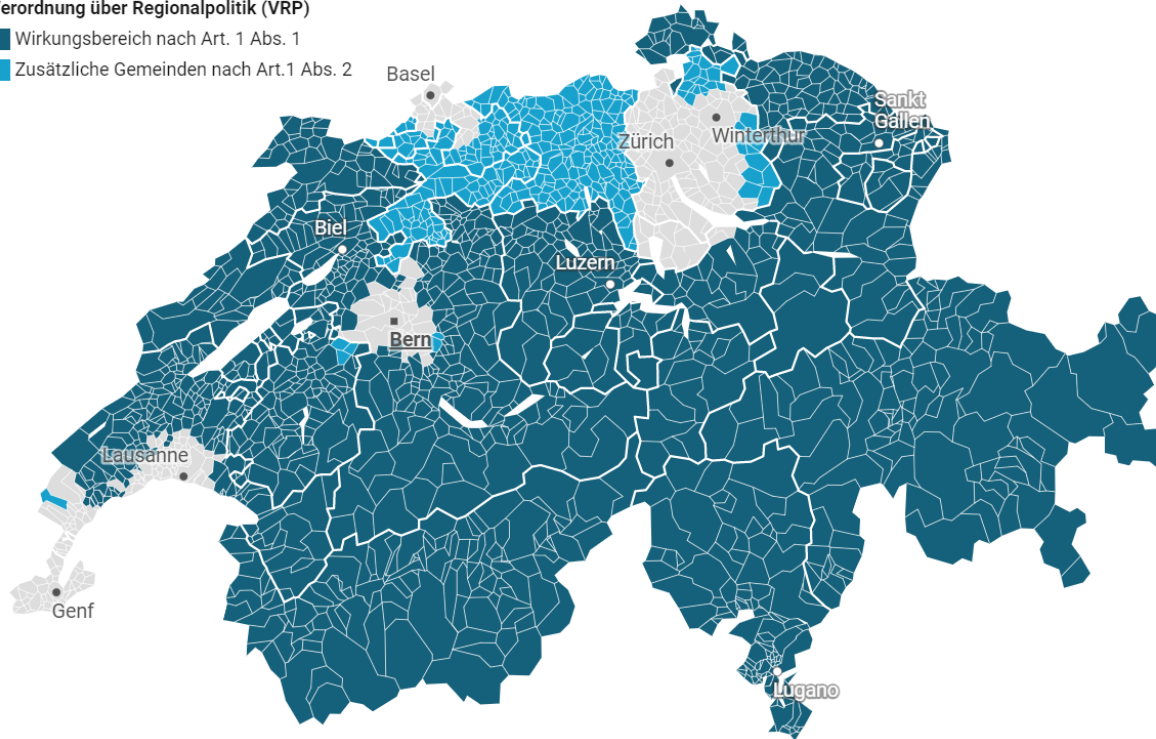 erordnung über Regionalpolitik (VRP)
Wirkungsbereich nach Art. 1 Abs. 1
Zusätzliche Gemeinden nach Art.1 Abs. 2
Basel
Sankt
Gallen
Zürich
Winterthur
Biel
Luzern
Bern
Lausanne
Genf
Lugano